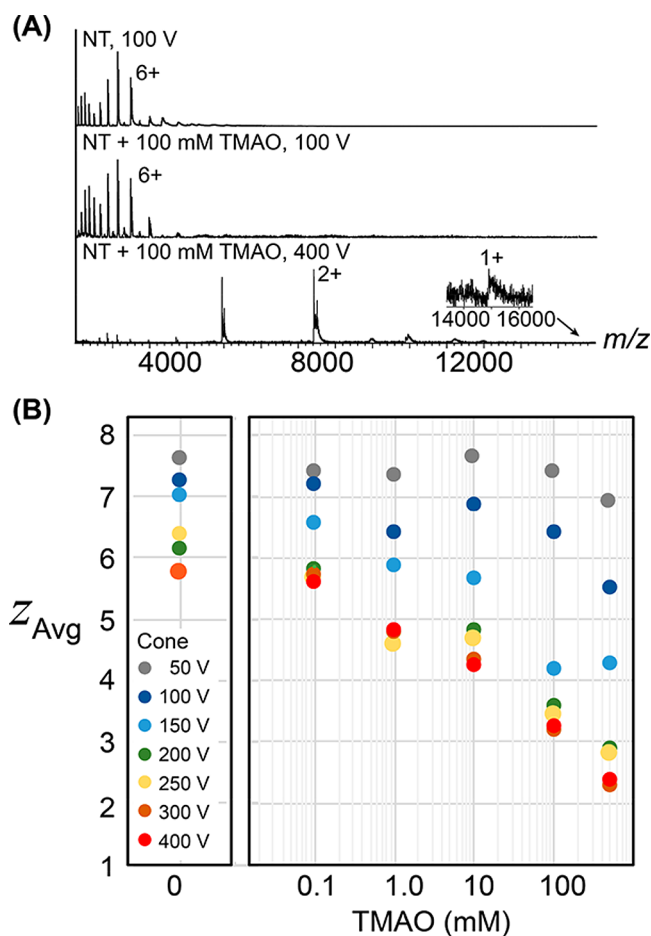 (A)
NT, 100 V
6+
NT + 100 mM TMAO, 100 V
6+
NT + 100 mM TMAO, 400 V
2+
1+
14000 16000
m/z
4000 8000 12000
(B)
8
7
6
5
4
3
2
1
zAvg
Cone
50 V
100 V
150 V
200 V
250 V
300 V
400 V
0 0.1 1.0 10 100
TMAO (mM)